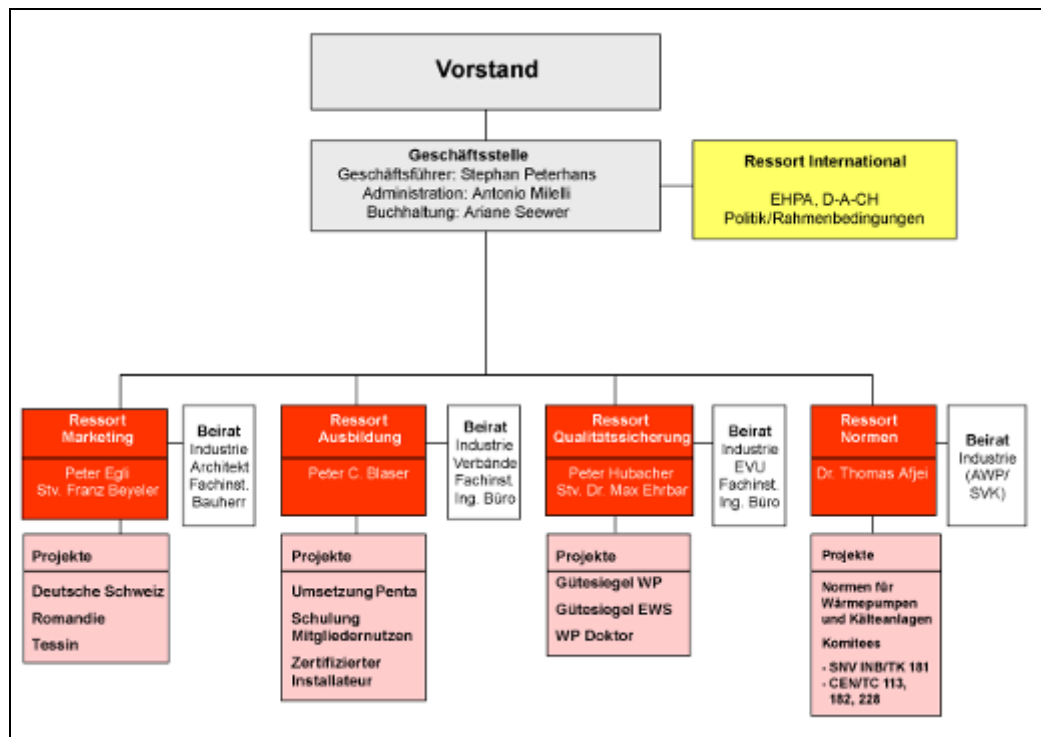 Vorstand
Geschäftsstelle
Geschäftsführer: Stephan Peterhans
Administration: Antonio Milelli
Buchhaltung: Ariane Seewer
Ressort International
EHPA, D-A-CH
Politik/Rahmenbedingungen
Ressort
Marketing
Peter Egli
Stv. Franz Beyeler
Beirat
Industrie
Architekt
Fachinst.
Bauherr
Ressort
Ausbildung
Peter C. Blaser
Beirat
Industrie
Verbände
Fachinst.
Ing. Büro
Ressort
Qualitätssicherung
Peter Hubacher
Stv. Dr. Max Ehrbar
Beirat
Industrie
EVU
Fachinst.
Ing. Büro
Ressort
Normen
Dr. Thomas Afjei
Beirat
Industrie
(AWP/
SVK)
Projekte
Deutsche Schweiz
Romandie
Tessin
Projekte
Umsetzung Penta
Schulung
Mitgliedernutzen
Zertifizierter
Installateur
Projekte
Gütesiegel WP
Gütesiegel EWS
WP Doktor
Projekte
Normen für
Wärmepumpen
und Kälteanlagen
Komitees
- SNV INB/TK 181
- CEN/TC 113,
182, 228